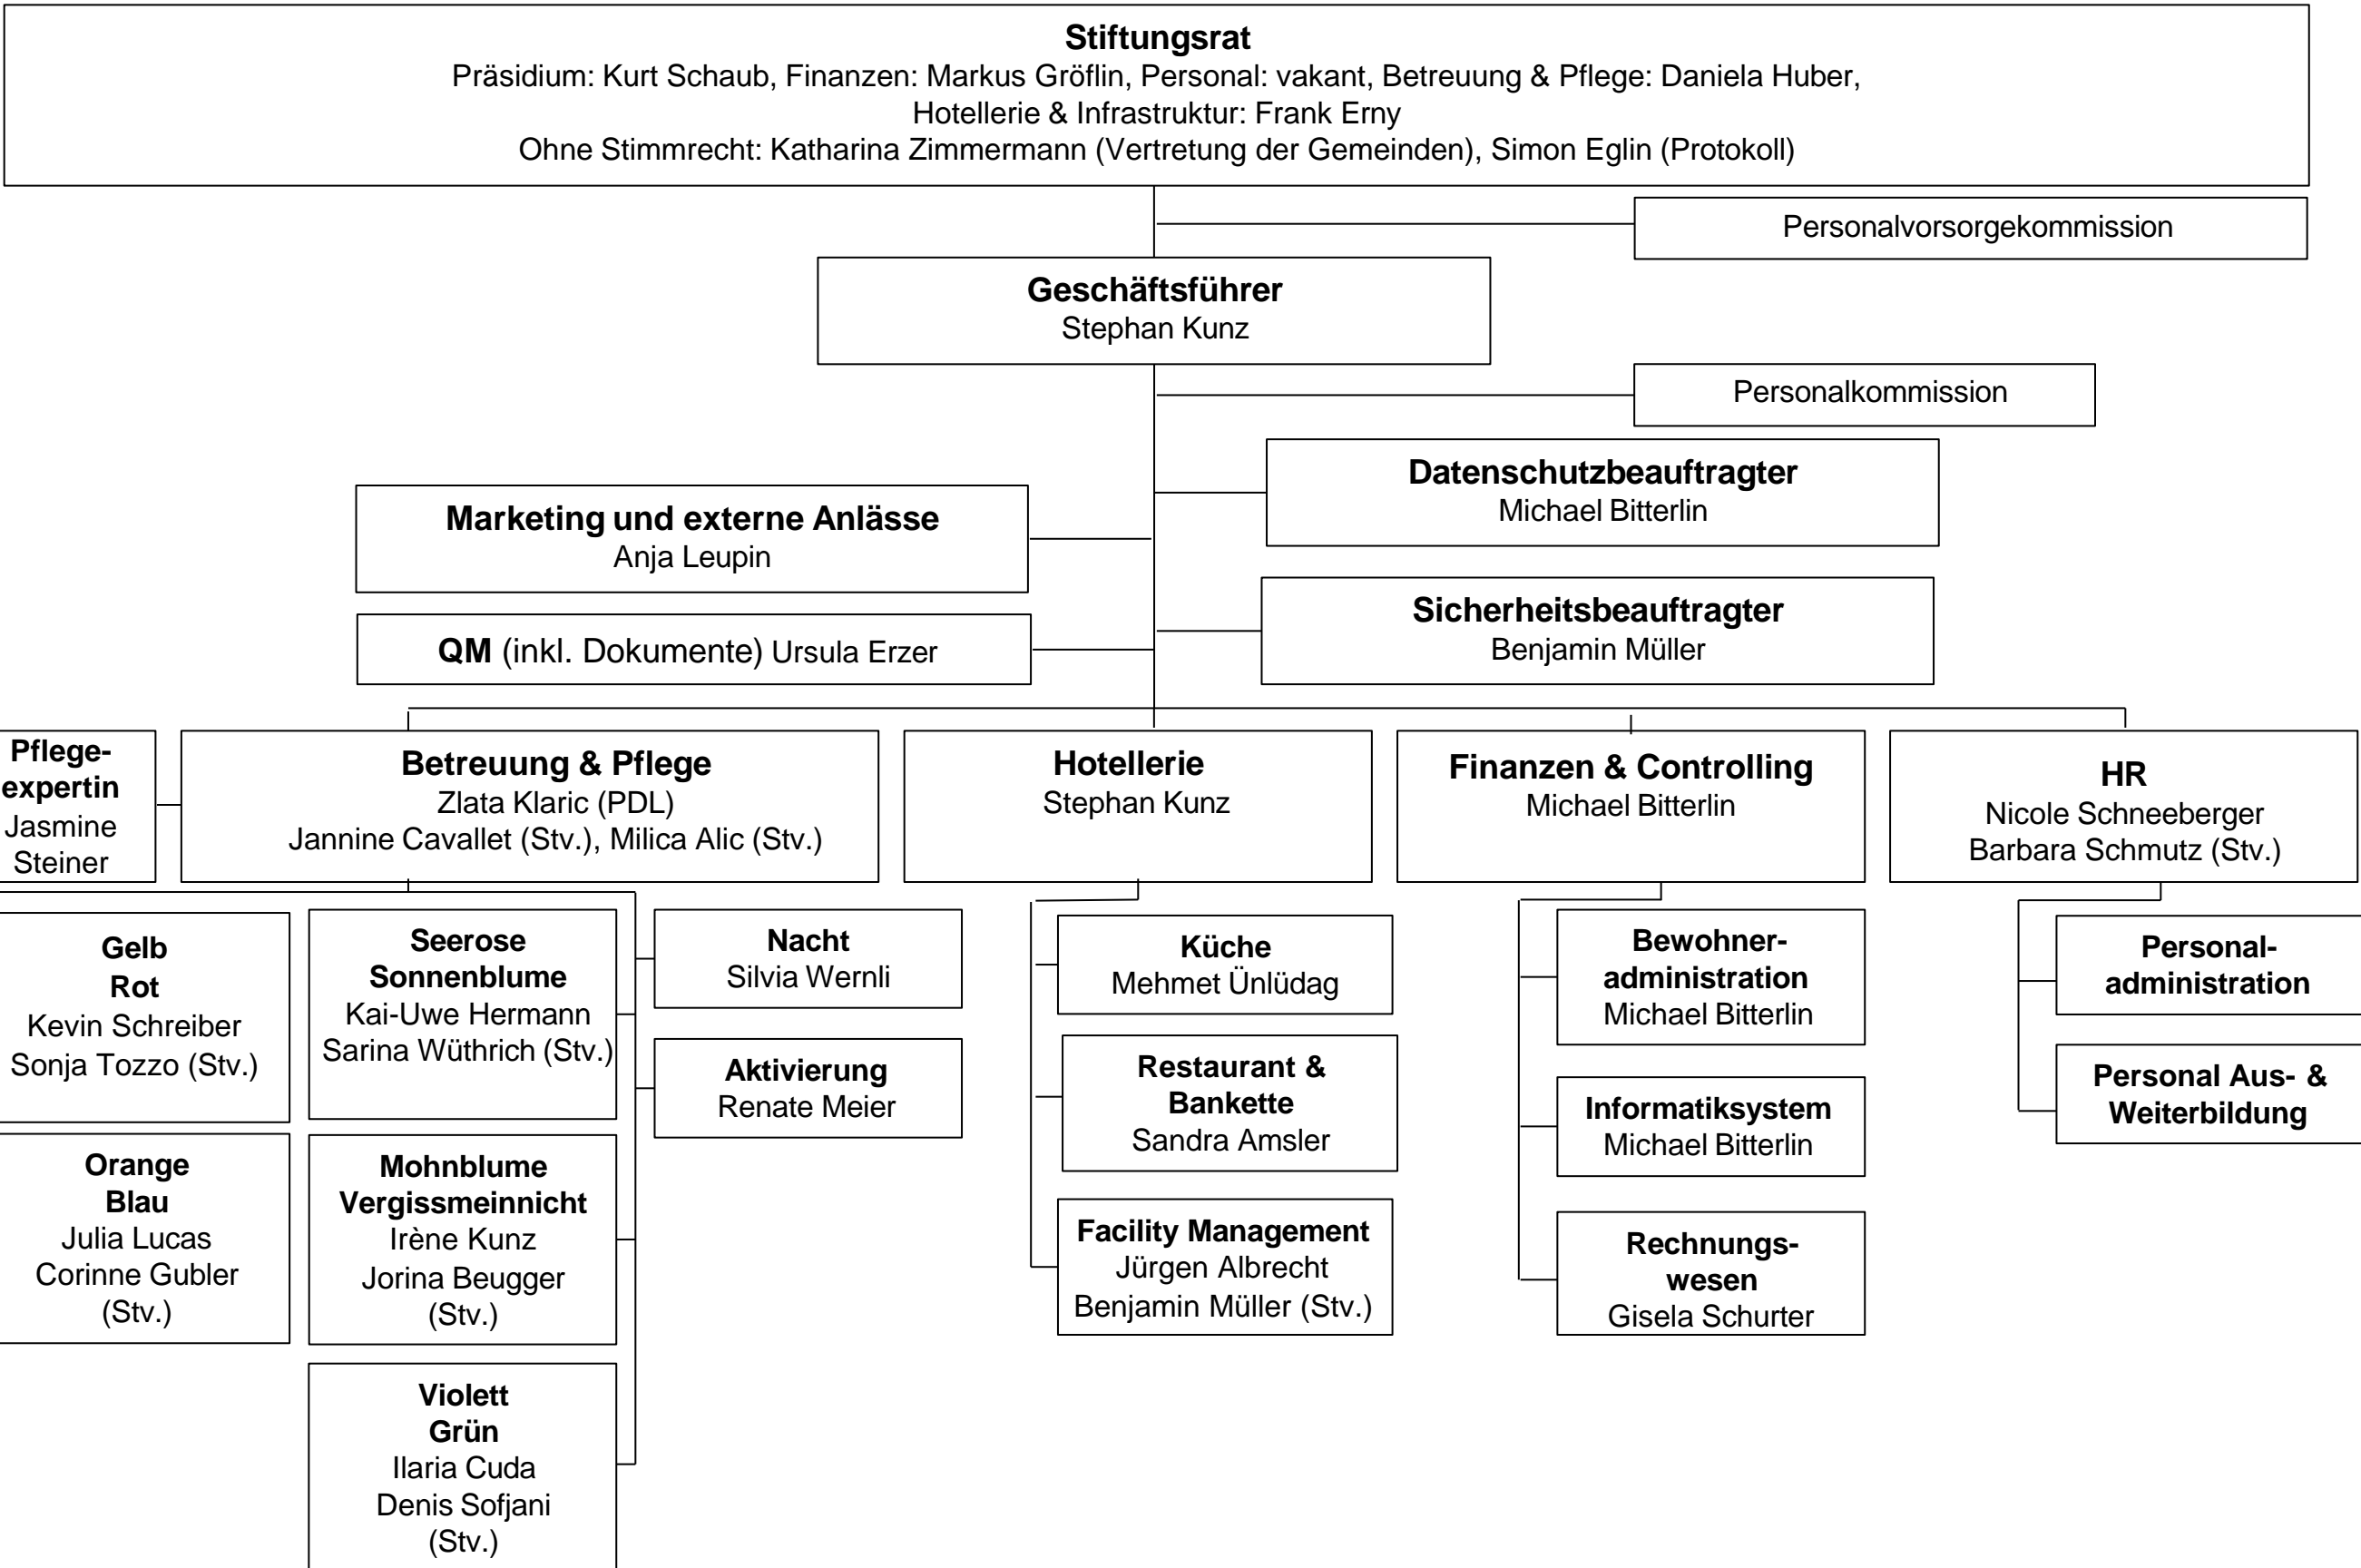 Stiftungsrat
Präsidium: Kurt Schaub, Finanzen: Markus Gröflin, Personal: vakant, Betreuung & Pflege: Daniela Huber,
Hotellerie & Infrastruktur: Frank Erny
Ohne Stimmrecht: Katharina Zimmermann (Vertretung der Gemeinden), Simon Eglin (Protokoll)
Personalvorsorgekommission
Geschäftsführer
Stephan Kunz
Personalkommission
Datenschutzbeauftragter
Michael Bitterlin
Marketing und externe Anlässe
Anja Leupin
Sicherheitsbeauftragter
Benjamin Müller
QM (inkl. Dokumente) Ursula Erzer
Pflege-
expertin
Jasmine
Steiner
Betreuung & Pflege
Zlata Klaric (PDL)
Jannine Cavallet (Stv.), Milica Alic (Stv.)
Hotellerie
Stephan Kunz
Finanzen & Controlling
Michael Bitterlin
HR
Nicole Schneeberger
Barbara Schmutz (Stv.)
Gelb
Rot
Kevin Schreiber
Sonja Tozzo (Stv.)
Orange
Blau
Julia Lucas
Corinne Gubler
(Stv.)
Seerose
Sonnenblume
Kai-Uwe Hermann
Sarina Wüthrich (Stv.)
Mohnblume
Vergissmeinnicht
Irène Kunz
Jorina Beugger
(Stv.)
Violett
Grün
Ilaria Cuda
Denis Sofjani
(Stv.)
Nacht
Silvia Wernli
Aktivierung
Renate Meier
Küche
Mehmet Ünlüdag
Restaurant &
Bankette
Sandra Amsler
Facility Management
Jürgen Albrecht
Benjamin Müller (Stv.)
Bewohner-
administration
Michael Bitterlin
Informatiksystem
Michael Bitterlin
Rechnungs-
wesen
Gisela Schurter
Personal-
administration
Personal Aus- &
Weiterbildung